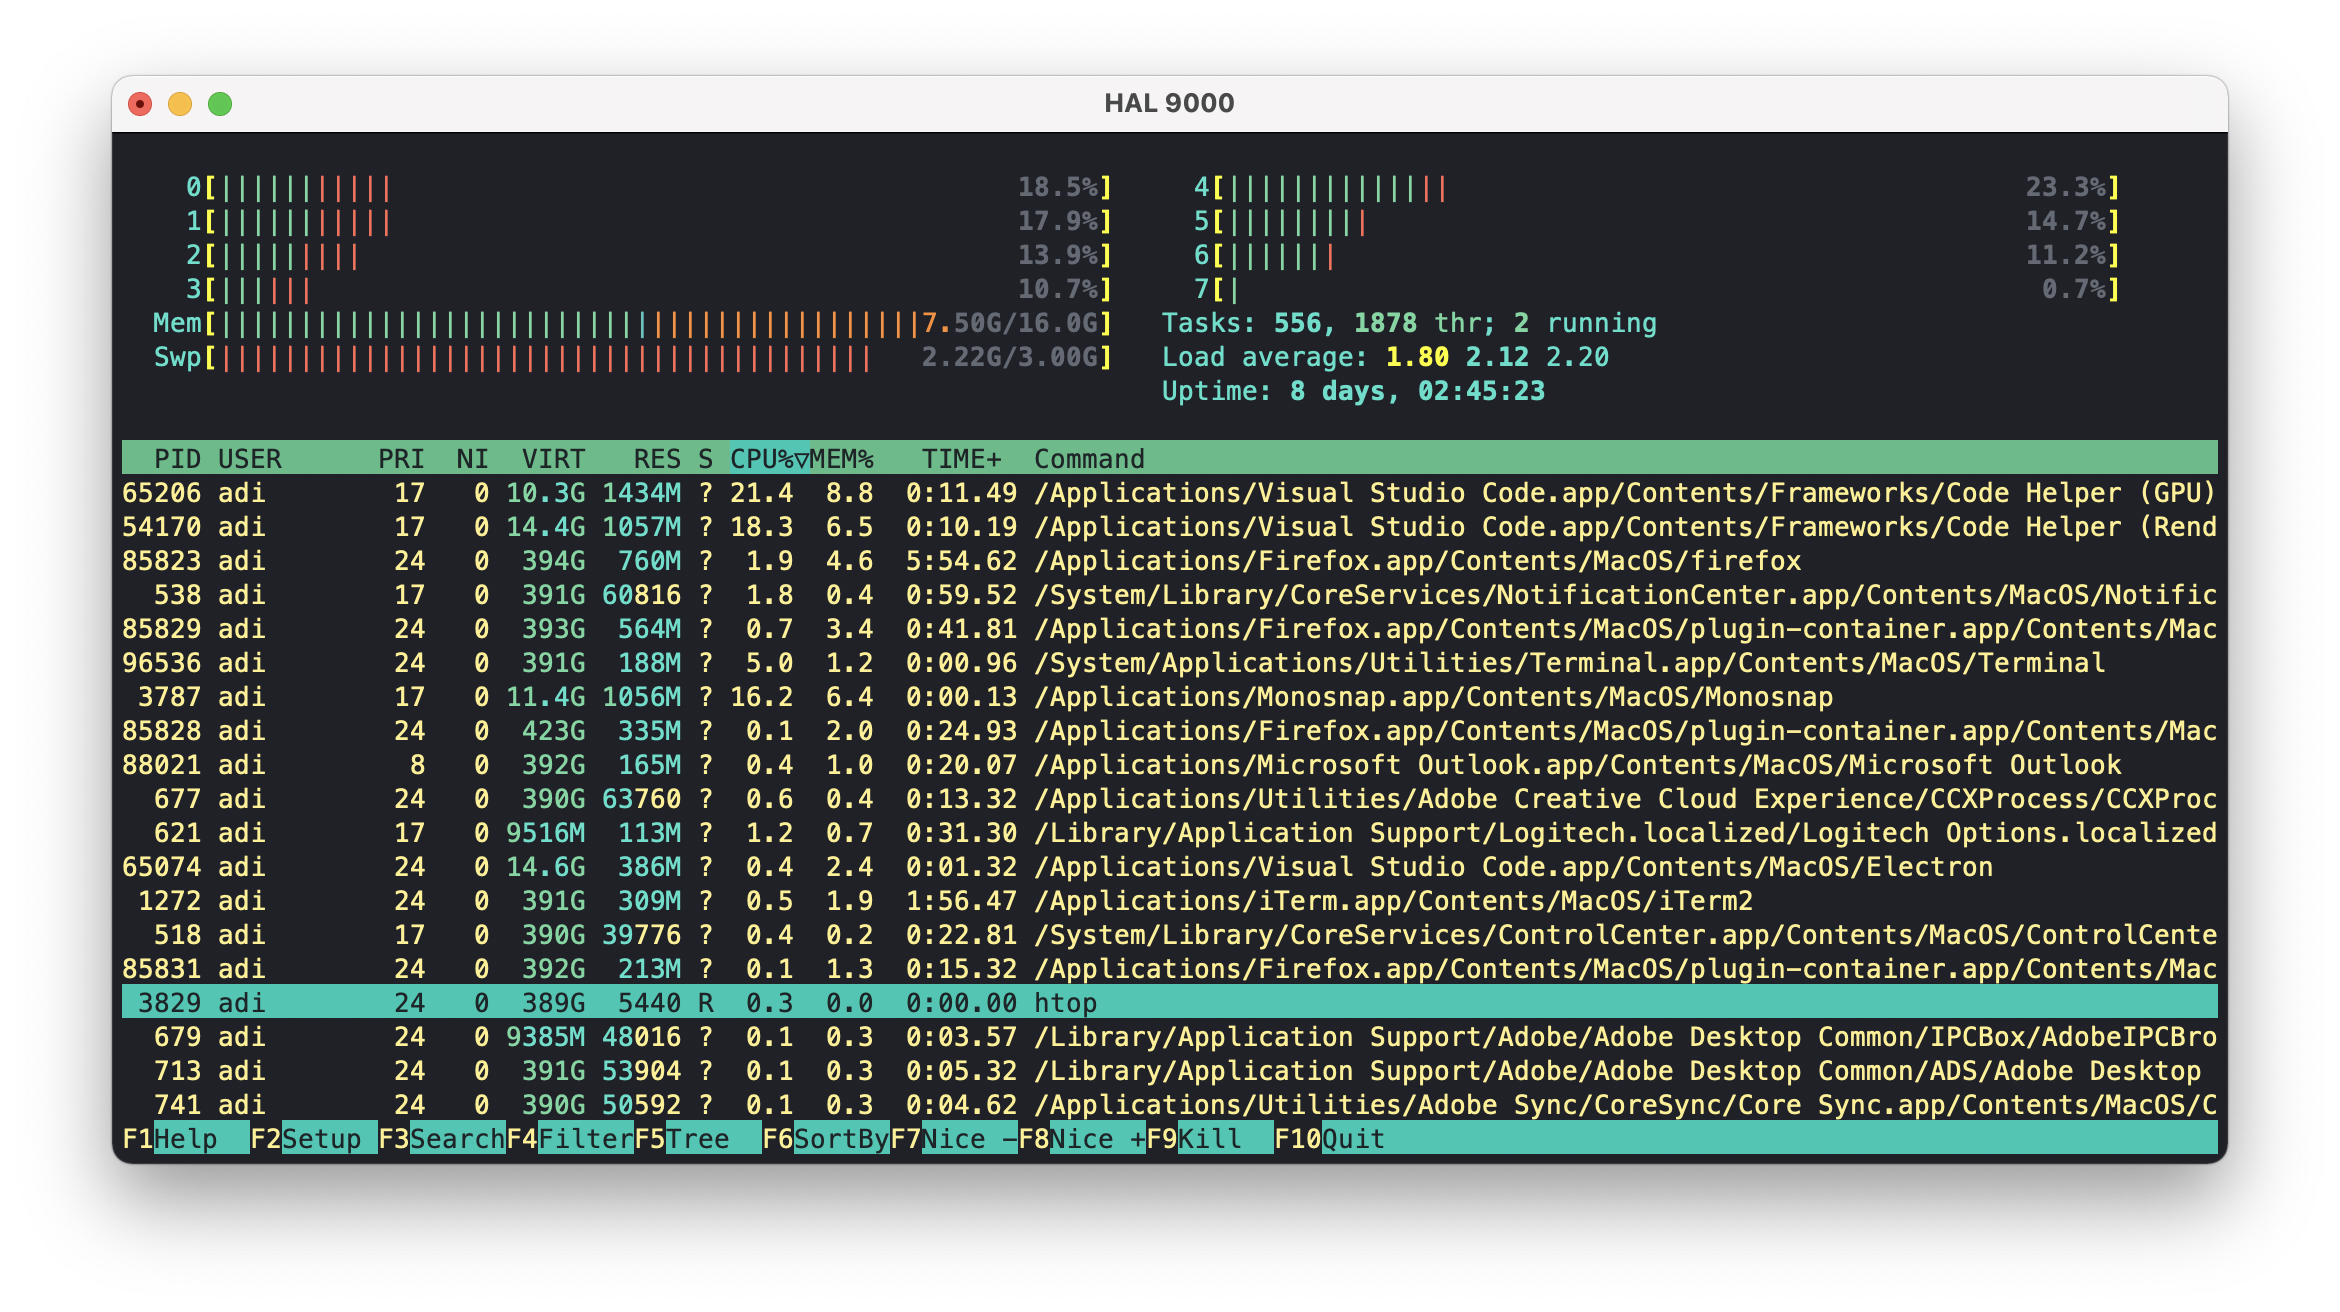 HAL 9000
0[||||||||||| 18.5%] 4[|||||||||||||| 23.3%]
1[||||||||||| 17.9%] 5[||||||||| 14.7%]
2[||||||||| 13.9%] 6[||||||| 11.2%]
3[|||||| 10.7%] 7[| 0.7%]
Mem[||||||||||||||||||||||||||||||||||||||||||||7.50G/16.0G] Tasks: 556, 1878 thr; 2 running
Swp[||||||||||||||||||||||||||||||||||||||||| 2.22G/3.00G] Load average: 1.80 2.12 2.20
Uptime: 8 days, 02:45:23
PID USER PRI NI VIRT RES S CPU%▽MEM% TIME+ Command
65206 adi 17 0 10.3G 1434M ? 21.4 8.8 0:11.49 /Applications/Visual Studio Code.app/Contents/Frameworks/Code Helper (GPU)
54170 adi 17 0 14.4G 1057M ? 18.3 6.5 0:10.19 /Applications/Visual Studio Code.app/Contents/Frameworks/Code Helper (Rend
85823 adi 24 0 394G 760M ? 1.9 4.6 5:54.62 /Applications/Firefox.app/Contents/MacOS/firefox
538 adi 17 0 391G 60816 ? 1.8 0.4 0:59.52 /System/Library/CoreServices/NotificationCenter.app/Contents/MacOS/Notific
85829 adi 24 0 393G 564M ? 0.7 3.4 0:41.81 /Applications/Firefox.app/Contents/MacOS/plugin-container.app/Contents/Mac
96536 adi 24 0 391G 188M ? 5.0 1.2 0:00.96 /System/Applications/Utilities/Terminal.app/Contents/MacOS/Terminal
3787 adi 17 0 11.4G 1056M ? 16.2 6.4 0:00.13 /Applications/Monosnap.app/Contents/MacOS/Monosnap
85828 adi 24 0 423G 335M ? 0.1 2.0 0:24.93 /Applications/Firefox.app/Contents/MacOS/plugin-container.app/Contents/Mac
88021 adi 8 0 392G 165M ? 0.4 1.0 0:20.07 /Applications/Microsoft Outlook.app/Contents/MacOS/Microsoft Outlook
677 adi 24 0 390G 63760 ? 0.6 0.4 0:13.32 /Applications/Utilities/Adobe Creative Cloud Experience/CCXProcess/CCXProc
621 adi 17 0 9516M 113M ? 1.2 0.7 0:31.30 /Library/Application Support/Logitech.localized/Logitech Options.localized
65074 adi 24 0 14.6G 386M ? 0.4 2.4 0:01.32 /Applications/Visual Studio Code.app/Contents/MacOS/Electron
1272 adi 24 0 391G 309M ? 0.5 1.9 1:56.47 /Applications/iTerm.app/Contents/MacOS/iTerm2
518 adi 17 0 390G 39776 ? 0.4 0.2 0:22.81 /System/Library/CoreServices/ControlCenter.app/Contents/MacOS/ControlCente
85831 adi 24 0 392G 213M ? 0.1 1.3 0:15.32 /Applications/Firefox.app/Contents/MacOS/plugin-container.app/Contents/Mac
3829 adi 24 0 389G 5440 R 0.3 0.0 0:00.00 htop
679 adi 24 0 9385M 48016 ? 0.1 0.3 0:03.57 /Library/Application Support/Adobe/Adobe Desktop Common/IPCBox/AdobeIPCBro
713 adi 24 0 391G 53904 ? 0.1 0.3 0:05.32 /Library/Application Support/Adobe/Adobe Desktop Common/ADS/Adobe Desktop
741 adi 24 0 390G 50592 ? 0.1 0.3 0:04.62 /Applications/Utilities/Adobe Sync/CoreSync/Core Sync.app/Contents/MacOS/C
F1Help F2Setup F3SearchF4FilterF5Tree F6SortByF7Nice -F8Nice +F9Kill F10Quit